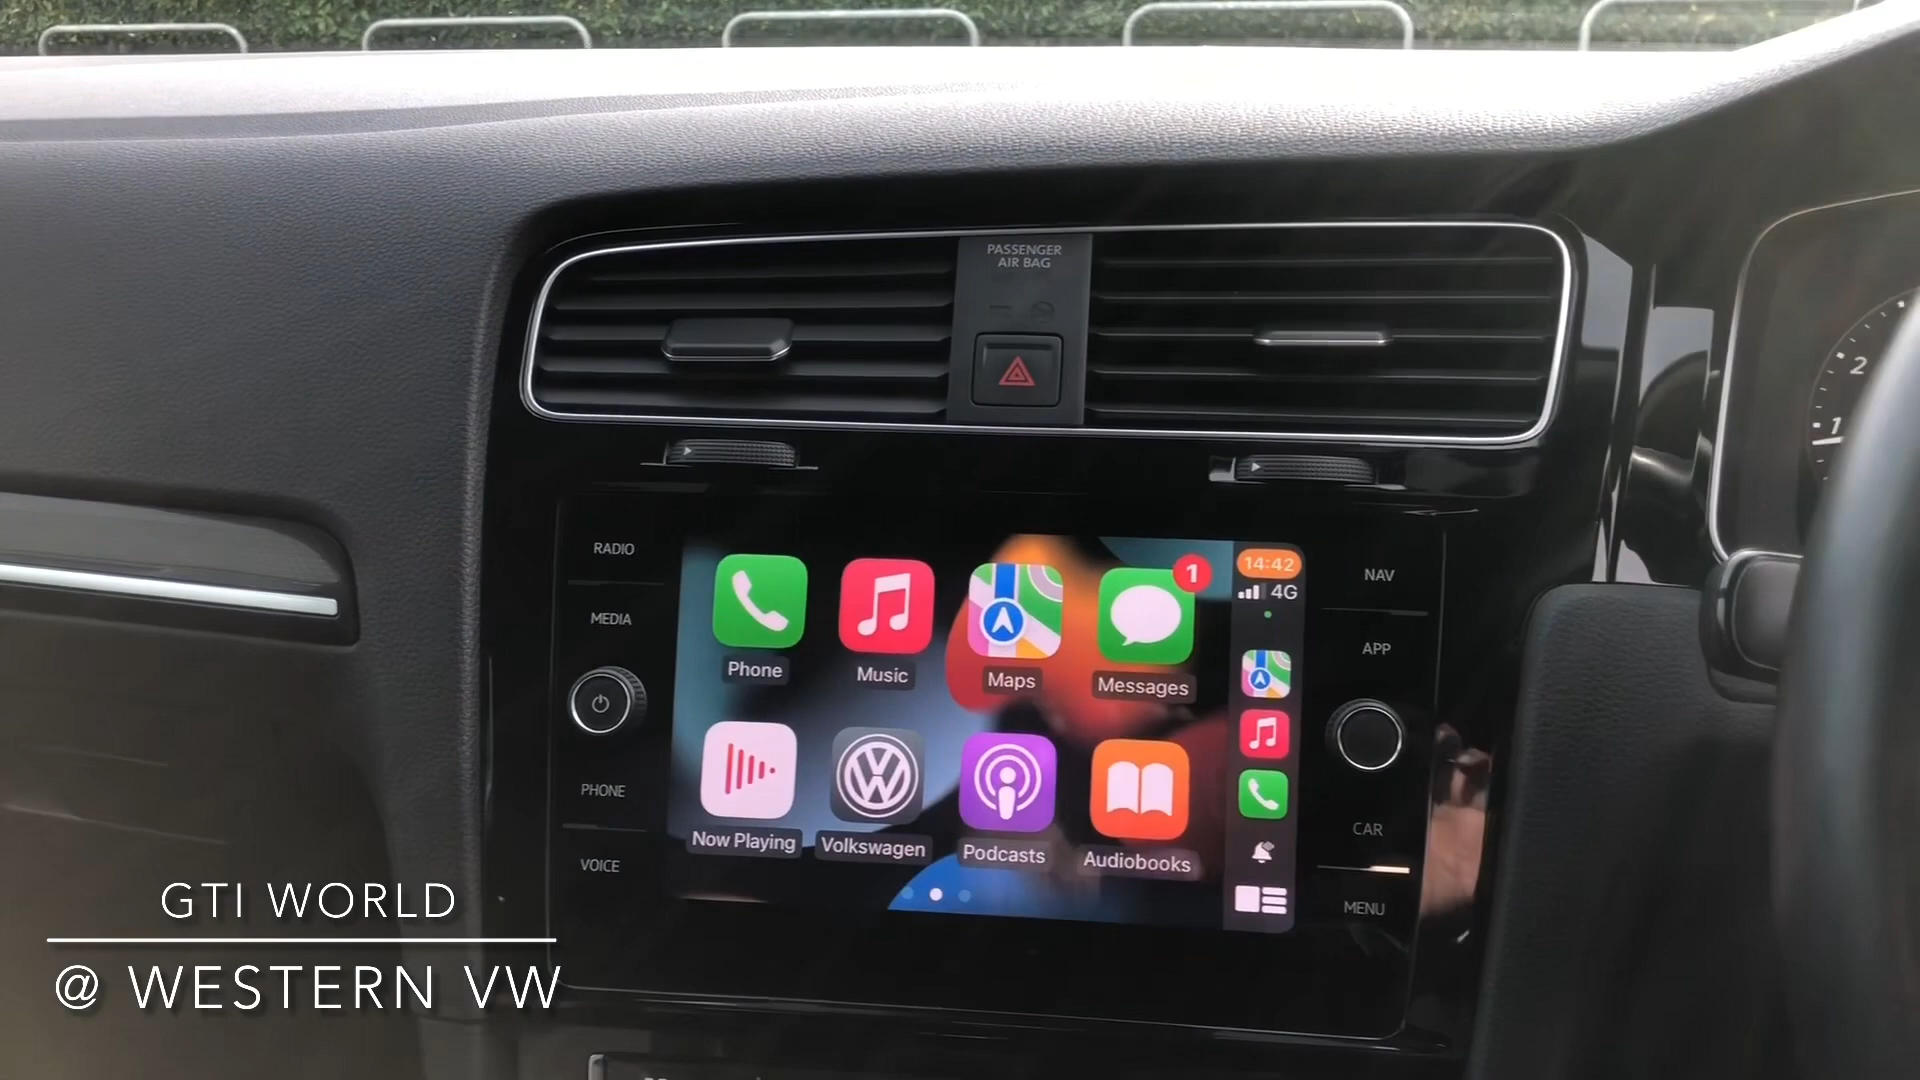 PASSENGER
AIR BAG
2
1
RADIO
MEDIA
PHONE
VOICE
Phone
Music
Maps
1
Messages
Now Playing
Volkswagen
Podcasts
Audiobooks
14:42
4G
NAV
APP
CAR
MENU
GTI WORLD
@ WESTERN VW